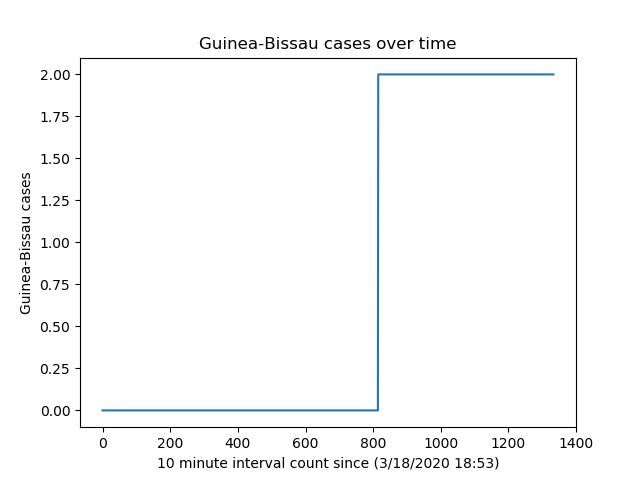 Guinea-Bissau cases over time
2.00
1.75
1.50
1.25
1.00
0.75
0.50
0.25
0.00
Guinea-Bissau cases
0 200 400 600 800 1000 1200 1400
10 minute interval count since (3/18/2020 18:53)